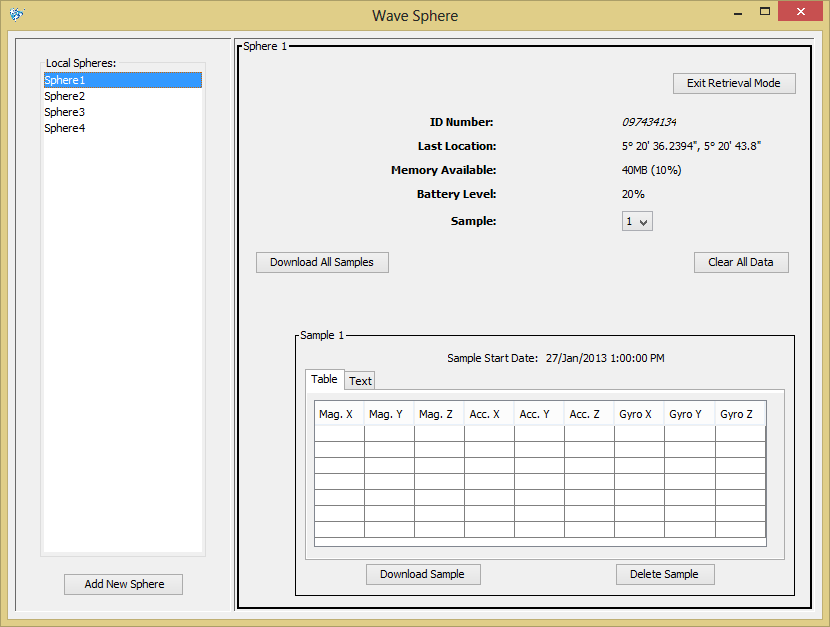 Wave Sphere
Local Spheres:
Sphere1
Sphere2
Sphere3
Sphere4
Add New Sphere
Sphere 1
Exit Retrieval Mode
ID Number: 097434134
Last Location: 5° 20' 36.2394", 5° 20' 43.8"
Memory Available: 40MB (10%)
Battery Level: 20%
Sample: 1
Download All Samples Clear All Data
Sample 1
Sample Start Date: 27/Jan/2013 1:00:00 PM
Table Text
Mag. X Mag. Y Mag. Z Acc. X Acc. Y Acc. Z Gyro X Gyro Y Gyro Z
Download Sample Delete Sample